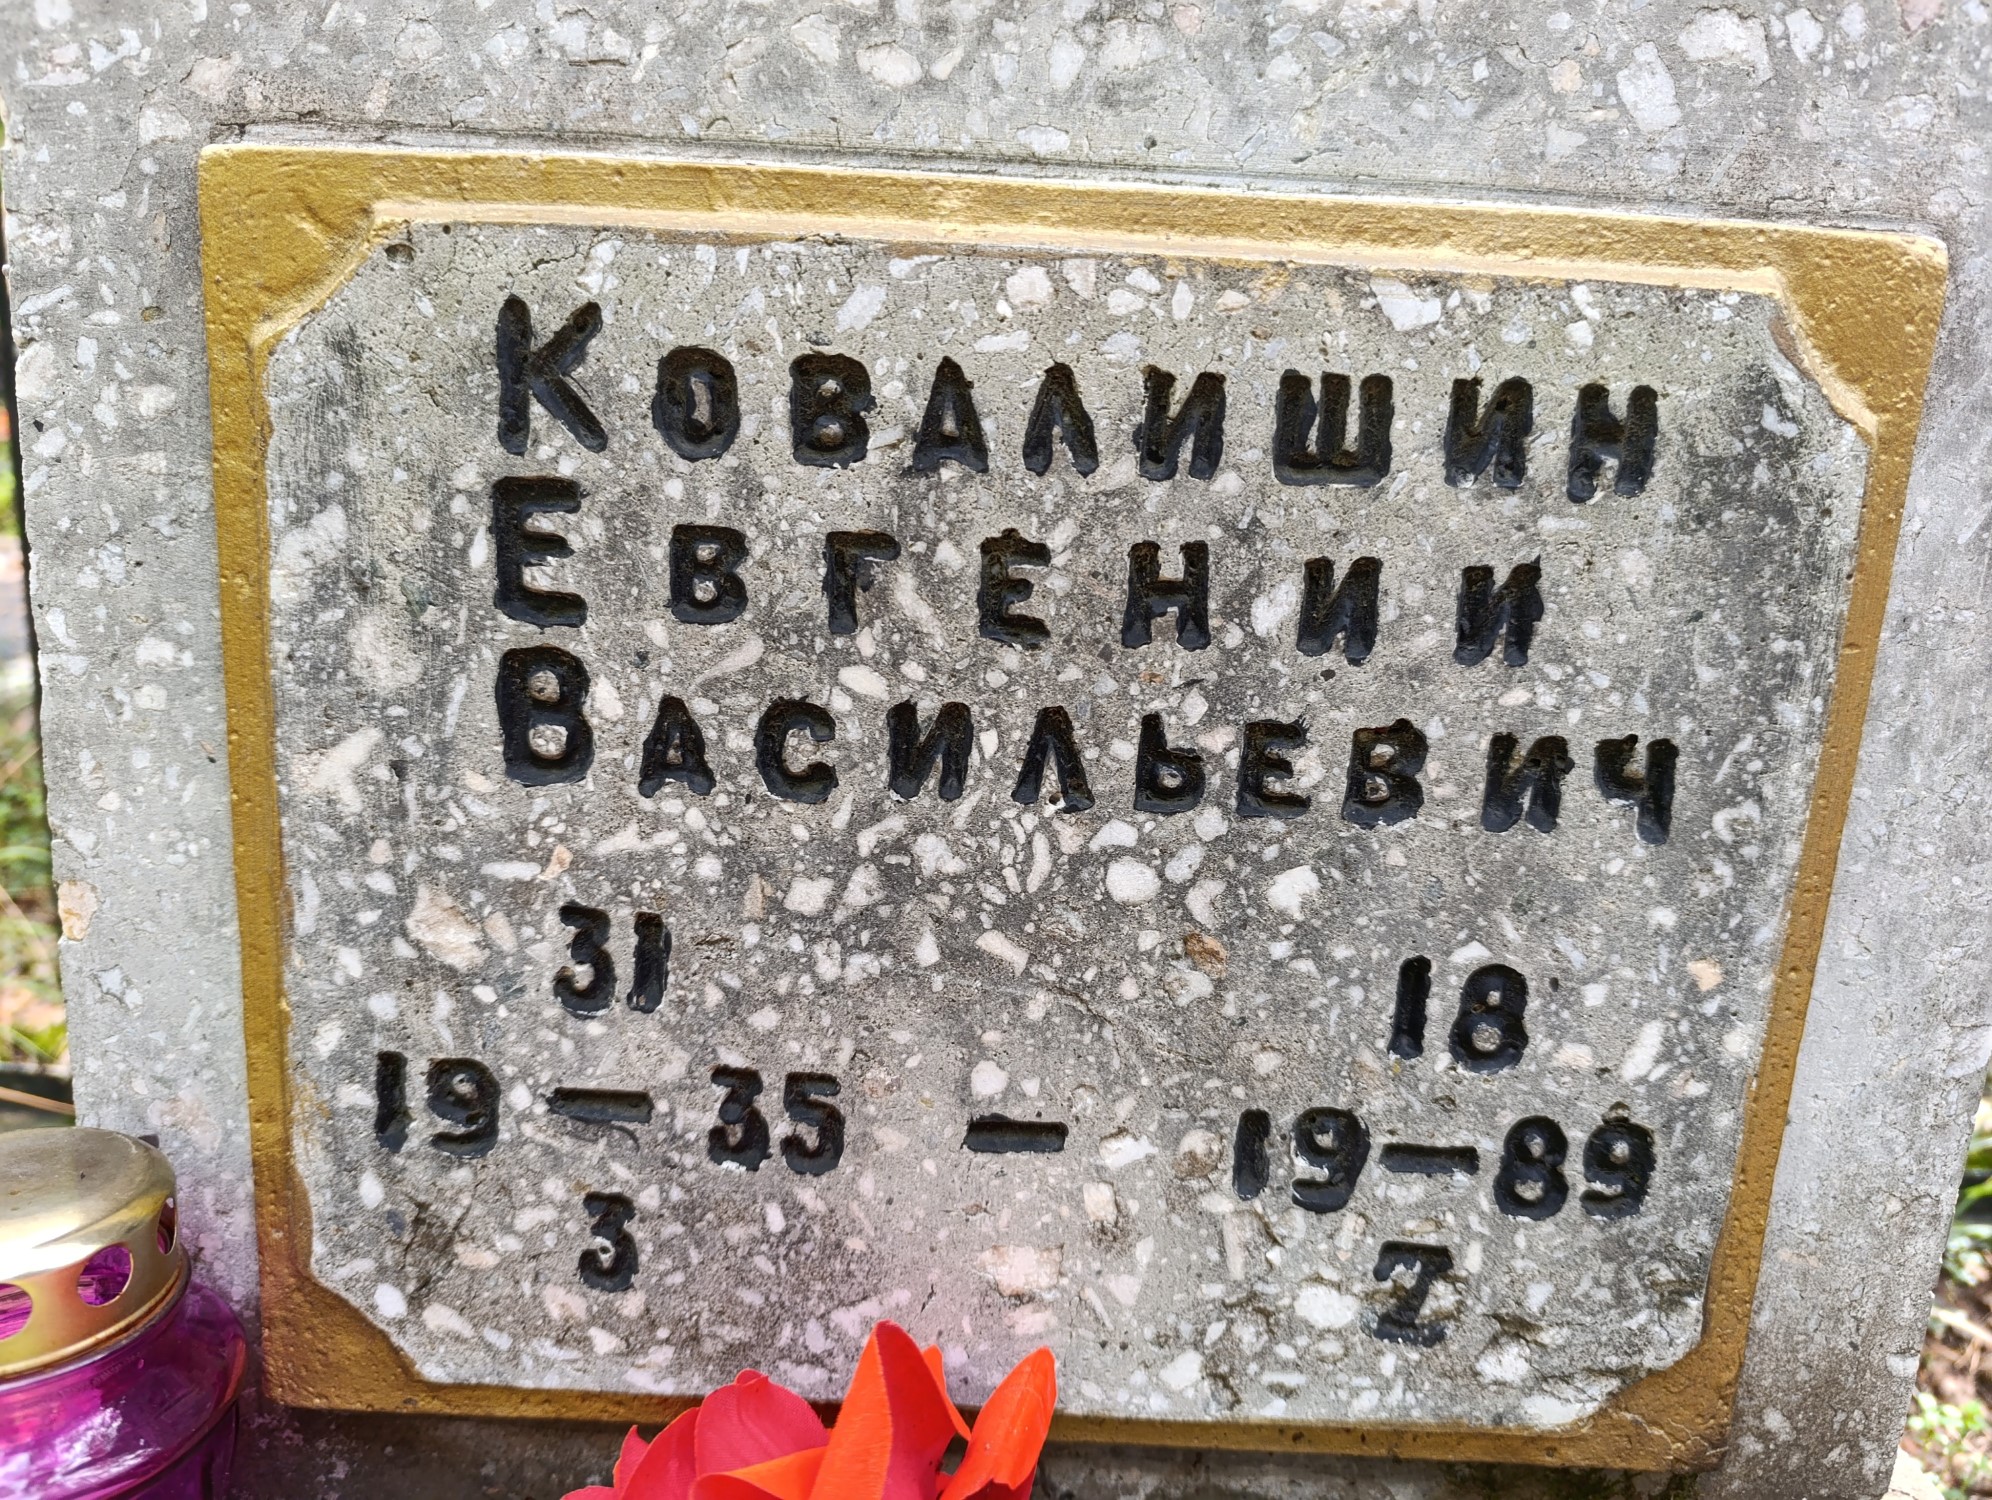 Ковалишин
Евгении
Васильевич
31 18
19-35 - 19-89
3 2